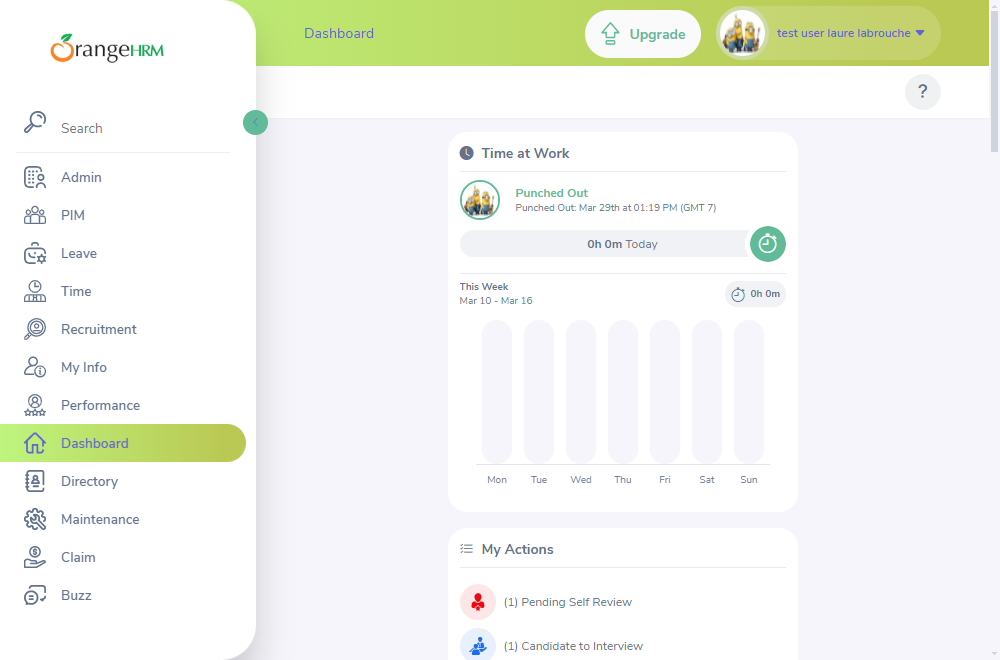 OrangeHRM
Search
Admin
PIM
Leave
Time
Recruitment
My Info
Performance
Dashboard
Directory
Maintenance
Claim
Buzz
Dashboard
Upgrade
test user laure labrouche
?
Time at Work
Punched Out
Punched Out: Mar 29th at 01:19 PM (GMT 7)
0h 0m Today
This Week
Mar 10 - Mar 16
0h 0m
Mon Tue Wed Thu Fri Sat Sun
My Actions
(1) Pending Self Review
(1) Candidate to Interview